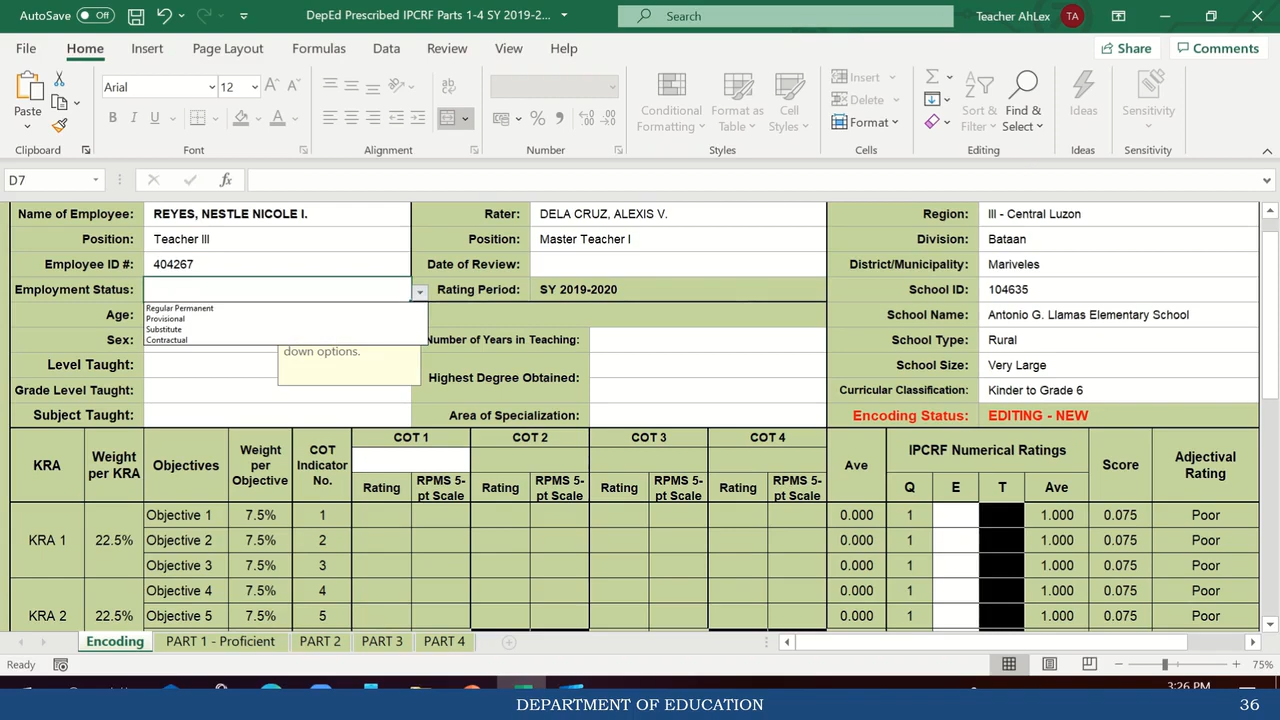 AutoSave Off
DepEd Prescribed IPCRF Parts 1-4 SY 2019-2...
Search
Teacher AhLex TA
File Home Insert Page Layout Formulas Data Review View Help Share Comments
Paste
Clipboard
Arial 12
B I U A
Font
ab
Alignment
% 9
Number
Conditional Formatting
Format as Table
Cell Styles
Styles
Insert
Delete
Format
Cells
Sort & Filter
Find & Select
Editing
Ideas
Ideas
Sensitivity
Sensitivity
D7 fx
Name of Employee: REYES, NESTLE NICOLE I. Rater: DELA CRUZ, ALEXIS V. Region: III - Central Luzon
Position: Teacher III Position: Master Teacher I Division: Bataan
Employee ID #: 404267 Date of Review: District/Municipality: Mariveles
Employment Status: Rating Period: SY 2019-2020 School ID: 104635
Regular Permanent
Provisional
Substitute
Contractual
down options.
Age: School Name: Antonio G. Llamas Elementary School
Sex: Number of Years in Teaching: School Type: Rural
Level Taught: Highest Degree Obtained: School Size: Very Large
Grade Level Taught: Curricular Classification: Kinder to Grade 6
Subject Taught: Area of Specialization: Encoding Status: EDITING - NEW
KRA Weight per KRA Objectives Weight per Objective COT Indicator No. COT 1 COT 2 COT 3 COT 4 Ave IPCRF Numerical Ratings Score Adjectival Rating
Rating RPMS 5-pt Scale Rating RPMS 5-pt Scale Rating RPMS 5-pt Scale Rating RPMS 5-pt Scale Q E T Ave
KRA 1 22.5% Objective 1 7.5% 1 0.000 1 1.000 0.075 Poor
Objective 2 7.5% 2 0.000 1 1.000 0.075 Poor
Objective 3 7.5% 3 0.000 1 1.000 0.075 Poor
KRA 2 22.5% Objective 4 7.5% 4 0.000 1 1.000 0.075 Poor
Objective 5 7.5% 5 0.000 1 1.000 0.075 Poor
Encoding PART 1 - Proficient PART 2 PART 3 PART 4
Ready 75%
3:26 PM
DEPARTMENT OF EDUCATION 36